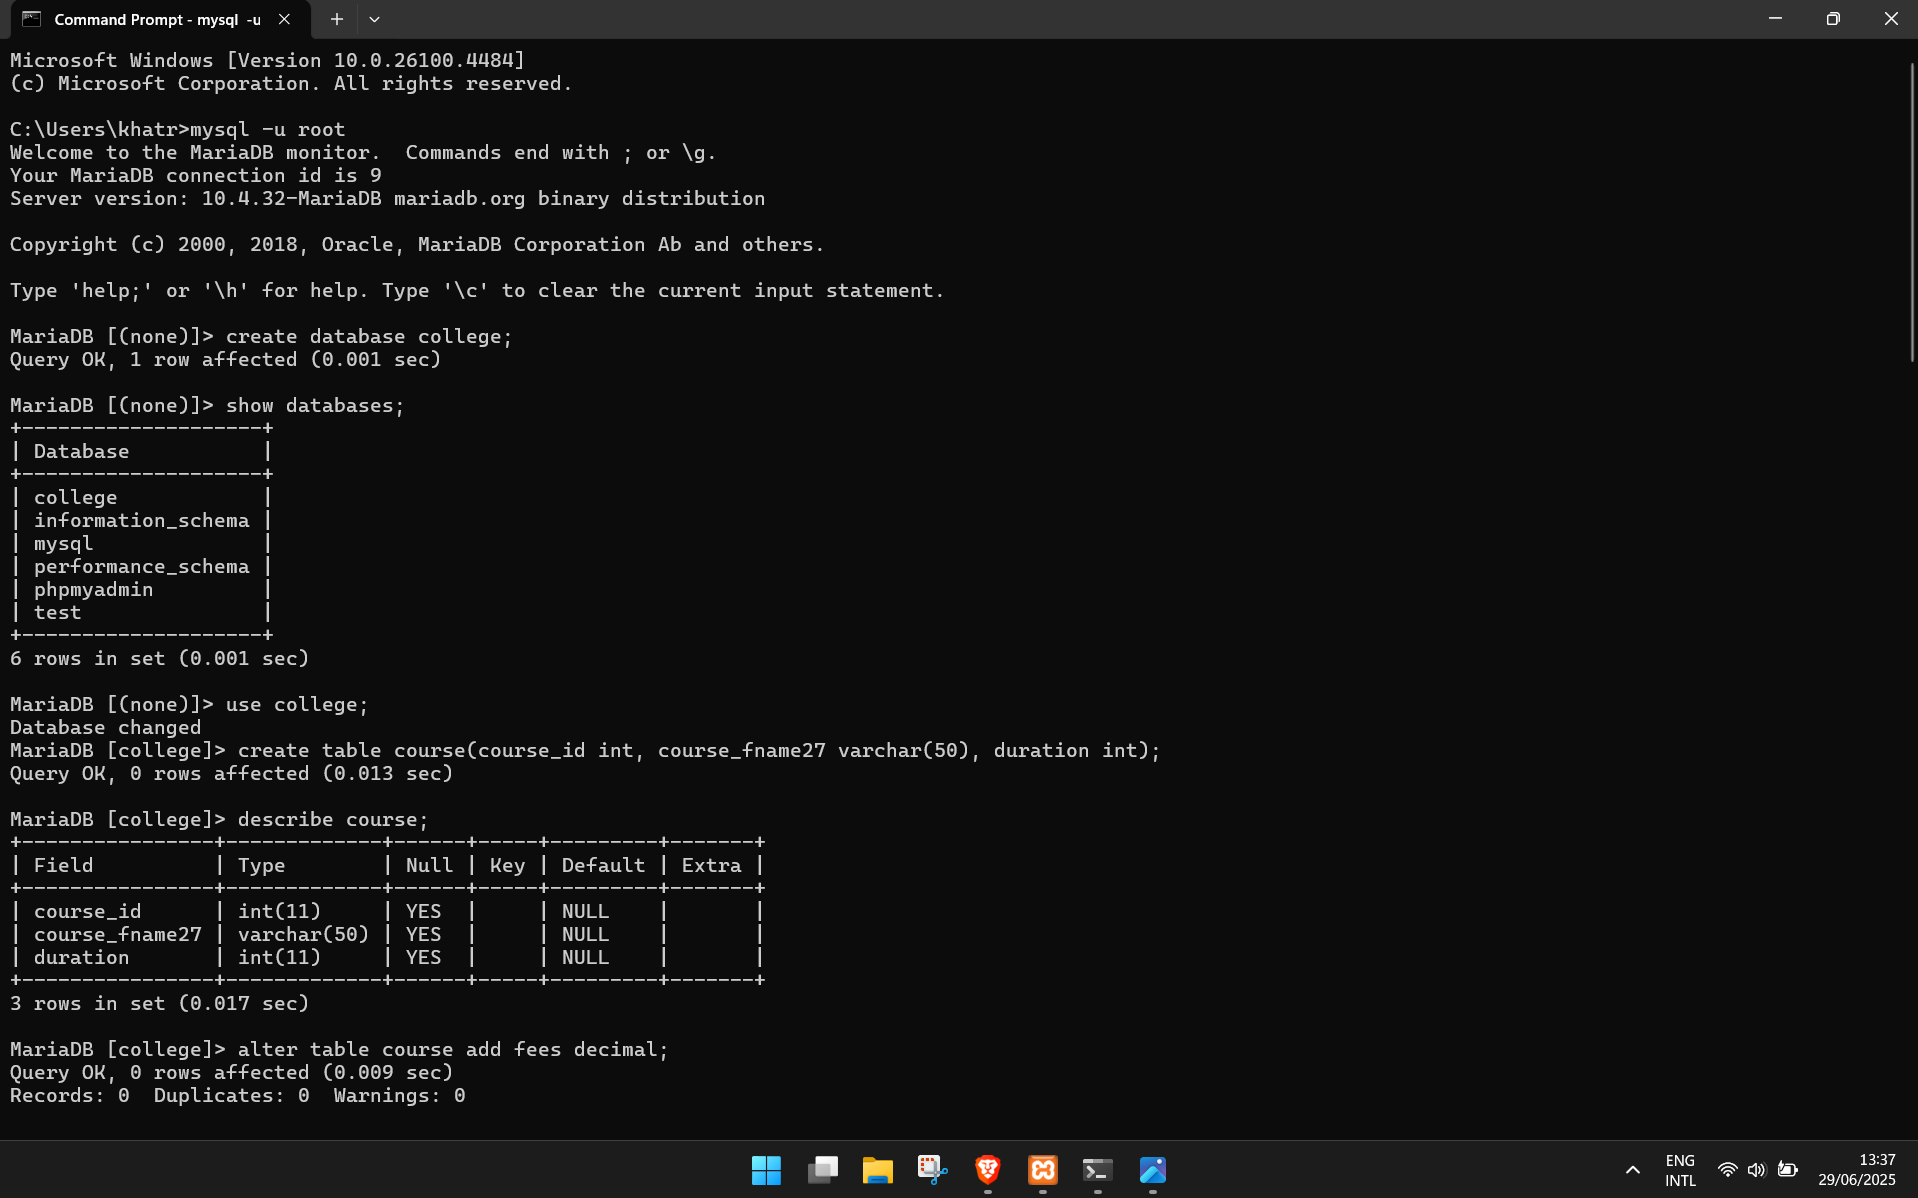 Command Prompt - mysql  -u
Microsoft Windows [Version 10.0.26100.4484]
(c) Microsoft Corporation. All rights reserved.
C:\Users\khatr>mysql -u root
Welcome to the MariaDB monitor.  Commands end with ; or \g.
Your MariaDB connection id is 9
Server version: 10.4.32-MariaDB mariadb.org binary distribution
Copyright (c) 2000, 2018, Oracle, MariaDB Corporation Ab and others.
Type 'help;' or '\h' for help. Type '\c' to clear the current input statement.
MariaDB [(none)]> create database college;
Query OK, 1 row affected (0.001 sec)
MariaDB [(none)]> show databases;
+--------------------+
| Database           |
+--------------------+
| college            |
| information_schema |
| mysql              |
| performance_schema |
| phpmyadmin         |
| test               |
+--------------------+
6 rows in set (0.001 sec)
MariaDB [(none)]> use college;
Database changed
MariaDB [college]> create table course(course_id int, course_fname27 varchar(50), duration int);
Query OK, 0 rows affected (0.013 sec)
MariaDB [college]> describe course;
+----------------+-------------+------+-----+---------+-------+
| Field          | Type        | Null | Key | Default | Extra |
+----------------+-------------+------+-----+---------+-------+
| course_id      | int(11)     | YES  |     | NULL    |       |
| course_fname27 | varchar(50) | YES  |     | NULL    |       |
| duration       | int(11)     | YES  |     | NULL    |       |
+----------------+-------------+------+-----+---------+-------+
3 rows in set (0.017 sec)
MariaDB [college]> alter table course add fees decimal;
Query OK, 0 rows affected (0.009 sec)
Records: 0  Duplicates: 0  Warnings: 0
ENG
INTL
13:37
29/06/2025